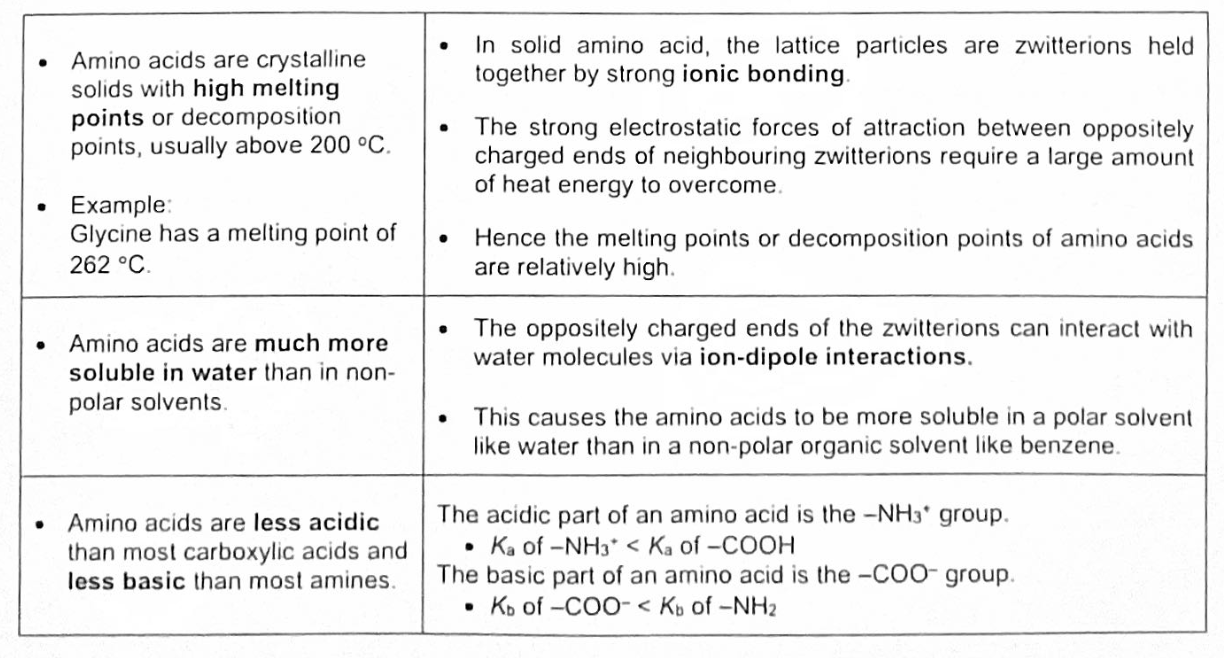 • Amino acids are crystalline
solids with high melting
points or decomposition
points, usually above 200 ºC.
• Example:
Glycine has a melting point of
262 ºC.
• In solid amino acid, the lattice particles are zwitterions held
together by strong ionic bonding.
• The strong electrostatic forces of attraction between oppositely
charged ends of neighbouring zwitterions require a large amount
of heat energy to overcome.
• Hence the melting points or decomposition points of amino acids
are relatively high.
• Amino acids are much more
soluble in water than in non-
polar solvents.
• The oppositely charged ends of the zwitterions can interact with
water molecules via ion-dipole interactions.
• This causes the amino acids to be more soluble in a polar solvent
like water than in a non-polar organic solvent like benzene.
• Amino acids are less acidic
than most carboxylic acids and
less basic than most amines.
The acidic part of an amino acid is the –NH₃⁺ group.
• Kₐ of –NH₃⁺ < Kₐ of –COOH
The basic part of an amino acid is the –COO⁻ group.
• K_b of –COO⁻ < K_b of –NH₂